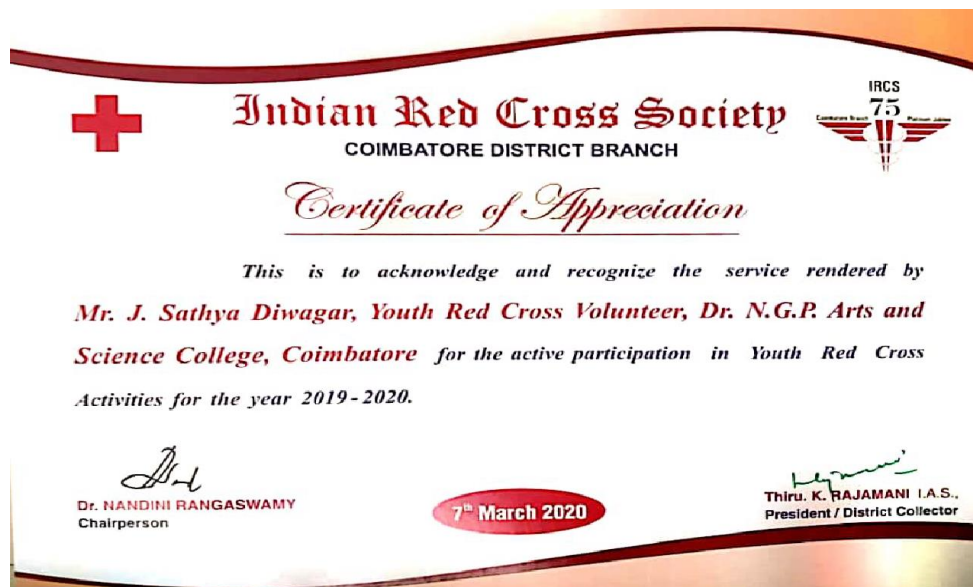 Indian Red Cross Society
COIMBATORE DISTRICT BRANCH
IRCS
75
Coimbatore Branch Platinum Jubilee
Certificate of Appreciation
This is to acknowledge and recognize the service rendered by
Mr. J. Sathya Diwagar, Youth Red Cross Volunteer, Dr. N.G.P. Arts and
Science College, Coimbatore for the active participation in Youth Red Cross
Activities for the year 2019-2020.
Dr. NANDINI RANGASWAMY
Chairperson
7th March 2020
Thiru. K. RAJAMANI I.A.S.,
President / District Collector